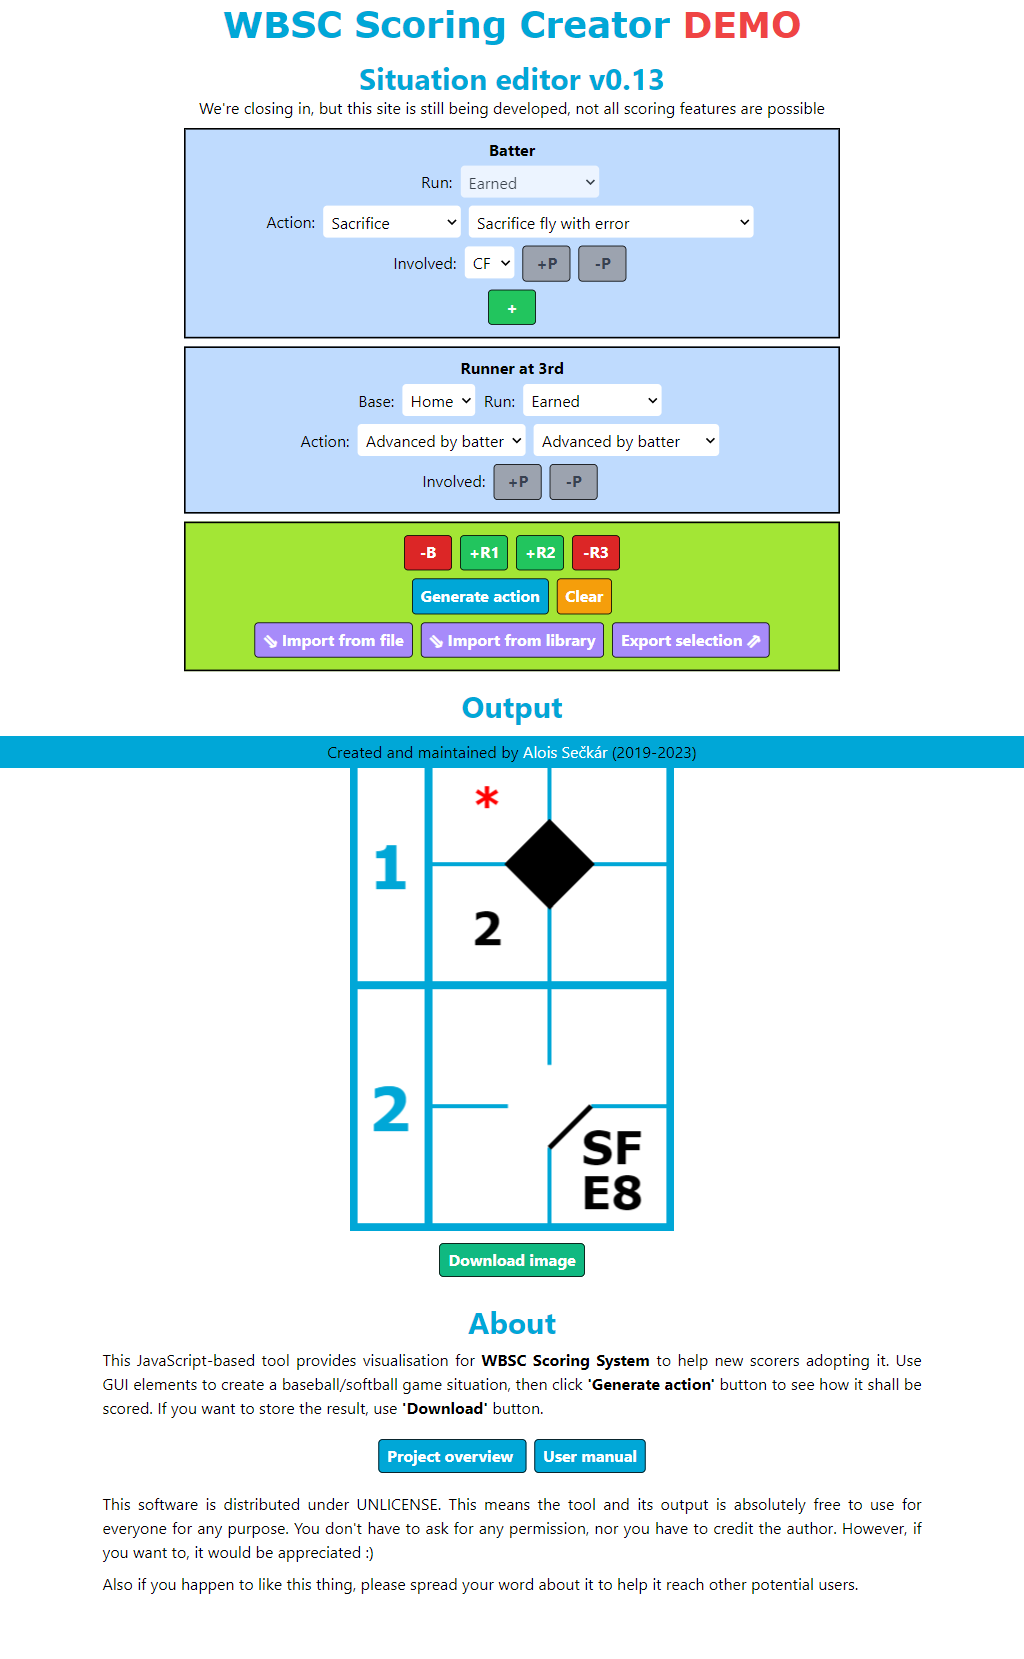 WBSC Scoring Creator DEMO
Situation editor v0.13
We're closing in, but this site is still being developed, not all scoring features are possible
Batter
Run: Earned
Action: Sacrifice Sacrifice fly with error
Involved: CF +P -P
+
Runner at 3rd
Base: Home Run: Earned
Action: Advanced by batter Advanced by batter
Involved: +P -P
-B +R1 +R2 -R3
Generate action Clear
⇘ Import from file ⇘ Import from library Export selection ⇗
Output
Created and maintained by Alois Sečkár (2019-2023)
*
1
2
2
SF
E8
Download image
About
This JavaScript-based tool provides visualisation for WBSC Scoring System to help new scorers adopting it. Use
GUI elements to create a baseball/softball game situation, then click 'Generate action' button to see how it shall be
scored. If you want to store the result, use 'Download' button.
Project overview User manual
This software is distributed under UNLICENSE. This means the tool and its output is absolutely free to use for
everyone for any purpose. You don't have to ask for any permission, nor you have to credit the author. However, if
you want to, it would be appreciated :)
Also if you happen to like this thing, please spread your word about it to help it reach other potential users.